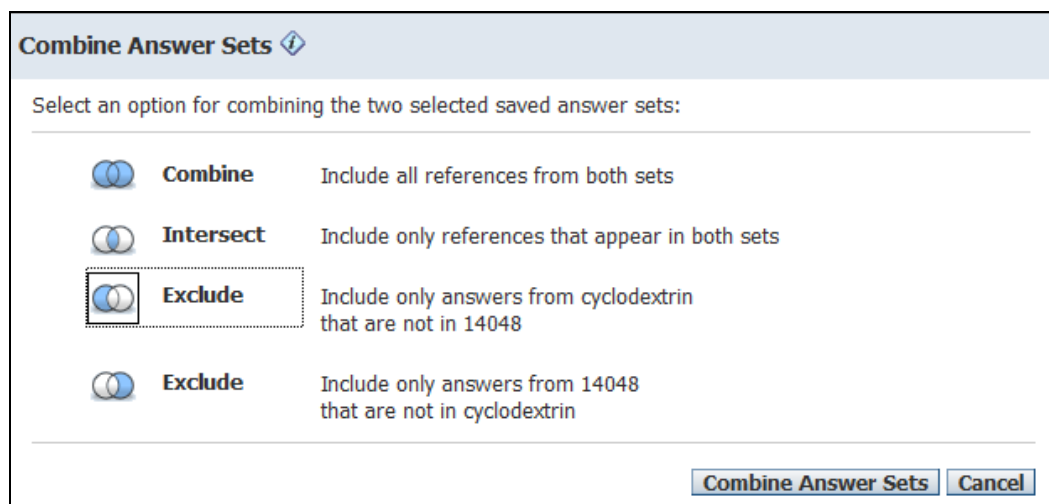 Combine Answer Sets
Select an option for combining the two selected saved answer sets:
Combine Include all references from both sets
Intersect Include only references that appear in both sets
Exclude Include only answers from cyclodextrin
that are not in 14048
Exclude Include only answers from 14048
that are not in cyclodextrin
Combine Answer Sets Cancel